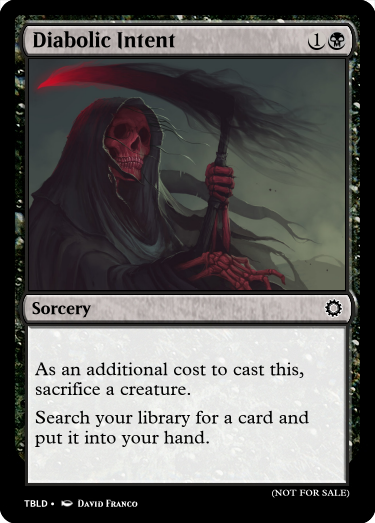 Diabolic Intent 1
Sorcery
As an additional cost to cast this,
sacrifice a creature.
Search your library for a card and
put it into your hand.
(NOT FOR SALE)
TBLD • David Franco